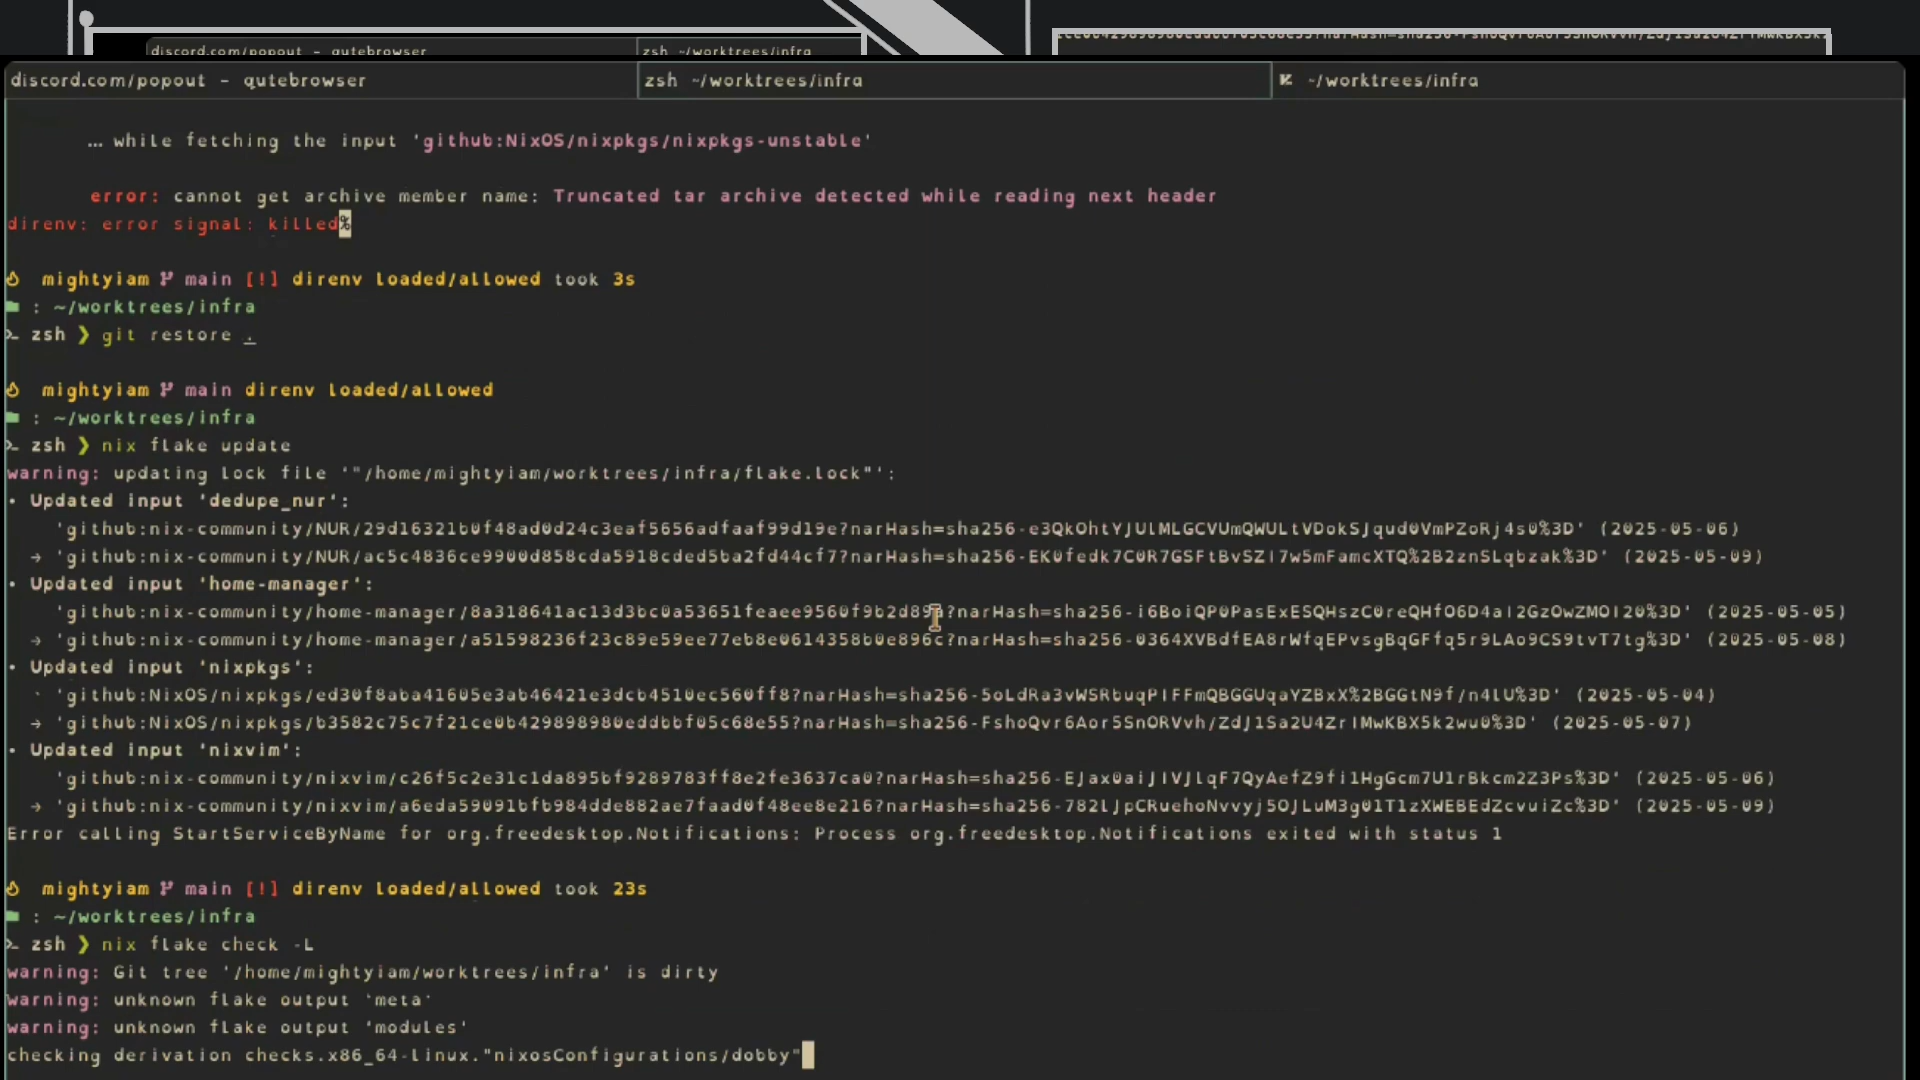 discord.com/popout - qutebrowser
zsh ~/worktrees/infra
discord.com/popout - qutebrowser
zsh ~/worktrees/infra
~/worktrees/infra
… while fetching the input 'github:NixOS/nixpkgs/nixpkgs-unstable'
error: cannot get archive member name: Truncated tar archive detected while reading next header
direnv: error signal: killed%
mightyiam main [!] direnv loaded/allowed took 3s
: ~/worktrees/infra
zsh ❯ git restore .
mightyiam main direnv loaded/allowed
: ~/worktrees/infra
zsh ❯ nix flake update
warning: updating lock file '"/home/mightyiam/worktrees/infra/flake.lock"':
• Updated input 'dedupe_nur':
'github:nix-community/NUR/29d16321b0f48ad0d24c3eaf5656adfaaf99d19e?narHash=sha256-e3QkOhtYJUlMLGCVUmQWULtVDokSJqud0VmPZoRj4s0%3D' (2025-05-06)
→ 'github:nix-community/NUR/ac5c4836ce9900d858cda5918cded5ba2fd44cf7?narHash=sha256-EK0fedk7C0R7GSFtBvSZI7w5mFamcXTQ%2B2znSLqbzak%3D' (2025-05-09)
• Updated input 'home-manager':
(2025-05-05)
→ 'github:nix-community/home-manager/a51598236f23c89e59ee77eb8e0614358b0e896c?narHash=sha256-0364XVBdfEA8rWfqEPvsgBqGFfq5r9LAo9CS9tvT7tg%3D' (2025-05-08)
• Updated input 'nixpkgs':
'github:NixOS/nixpkgs/ed30f8aba41605e3ab46421e3dcb4510ec560ff8?narHash=sha256-5oLdRa3vWSRbuqPIFFmQBGGUqaYZBxX%2BGGtN9f/n4lU%3D' (2025-05-04)
→ 'github:NixOS/nixpkgs/b3582c75c7f21ce0b429898980eddbbf05c68e55?narHash=sha256-FshoQvr6Aor5SnORVvh/ZdJ1Sa2U4ZrIMwKBX5k2wu0%3D' (2025-05-07)
• Updated input 'nixvim':
'github:nix-community/nixvim/c26f5c2e31c1da895bf9289783ff8e2fe3637ca0?narHash=sha256-EJax0aiJIVJlqF7QyAefZ9fi1HgGcm7U1rBkcm2Z3Ps%3D' (2025-05-06)
→ 'github:nix-community/nixvim/a6eda59091bfb984dde882ae7faad0f48ee8e216?narHash=sha256-782lJpCRuehoNvvyj5OJLuM3g01T1zXWEBEdZcvuiZc%3D' (2025-05-09)
Error calling StartServiceByName for org.freedesktop.Notifications: Process org.freedesktop.Notifications exited with status 1
mightyiam main [!] direnv loaded/allowed took 23s
: ~/worktrees/infra
zsh ❯ nix flake check -L
warning: Git tree '/home/mightyiam/worktrees/infra' is dirty
warning: unknown flake output 'meta'
warning: unknown flake output 'modules'
checking derivation checks.x86_64-linux."nixosConfigurations/dobby"